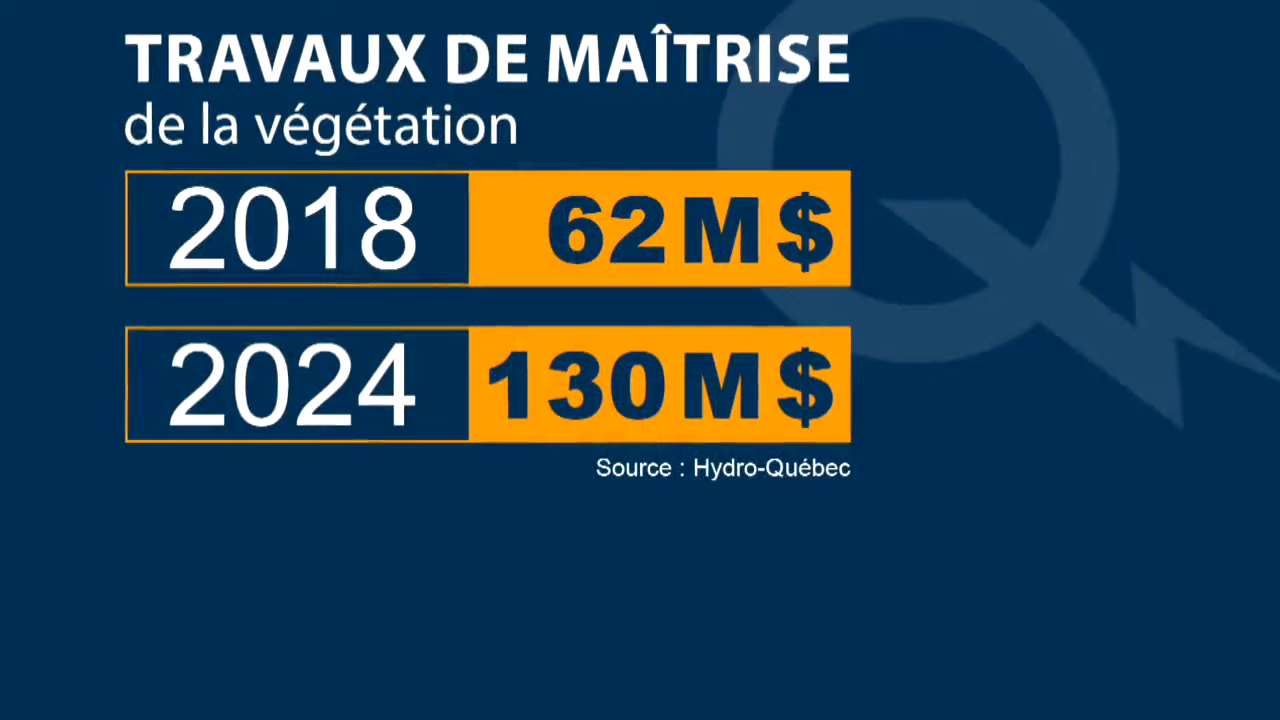 TRAVAUX DE MAÎTRISE
de la végétation
2018 62 M $
2024 130 M $
Source : Hydro-Québec